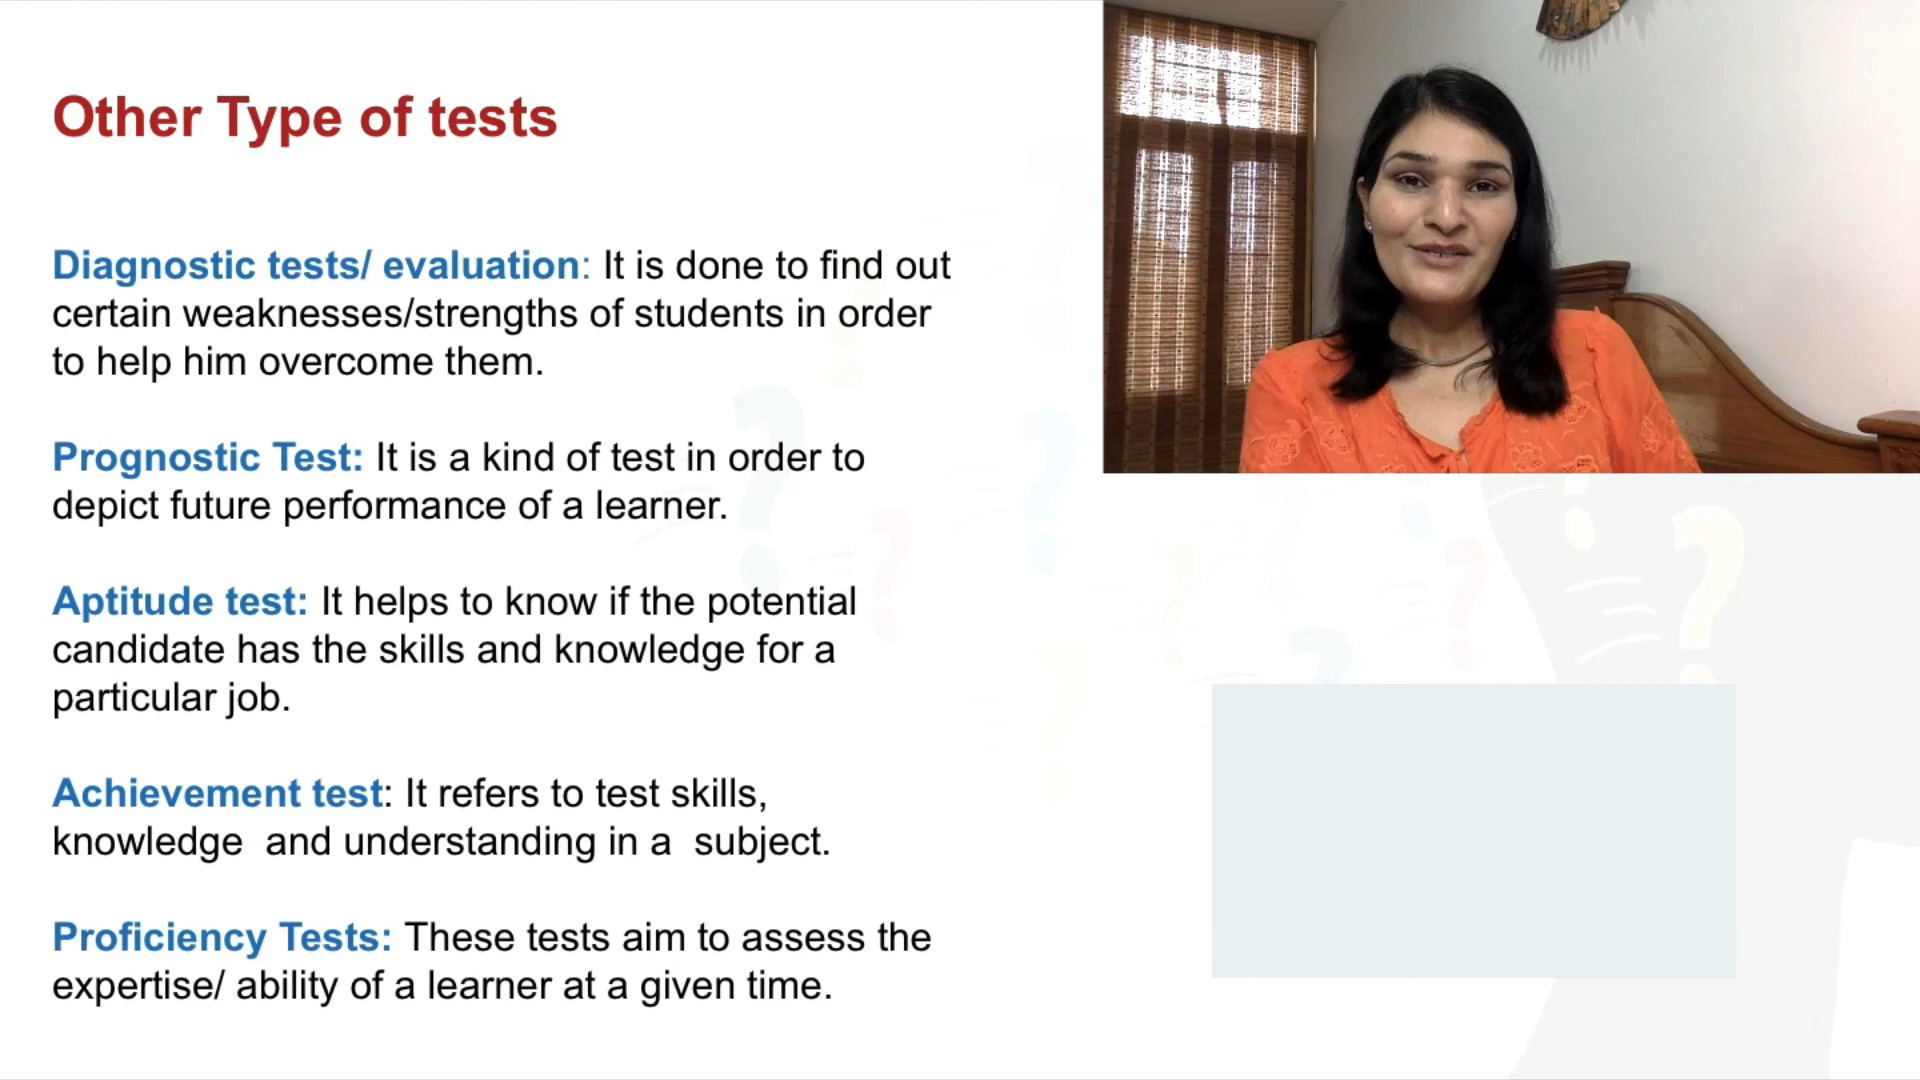 Other Type of tests
Diagnostic tests/ evaluation: It is done to find out
certain weaknesses/strengths of students in order
to help him overcome them.
Prognostic Test: It is a kind of test in order to
depict future performance of a learner.
Aptitude test: It helps to know if the potential
candidate has the skills and knowledge for a
particular job.
Achievement test: It refers to test skills,
knowledge  and understanding in a  subject.
Proficiency Tests: These tests aim to assess the
expertise/ ability of a learner at a given time.